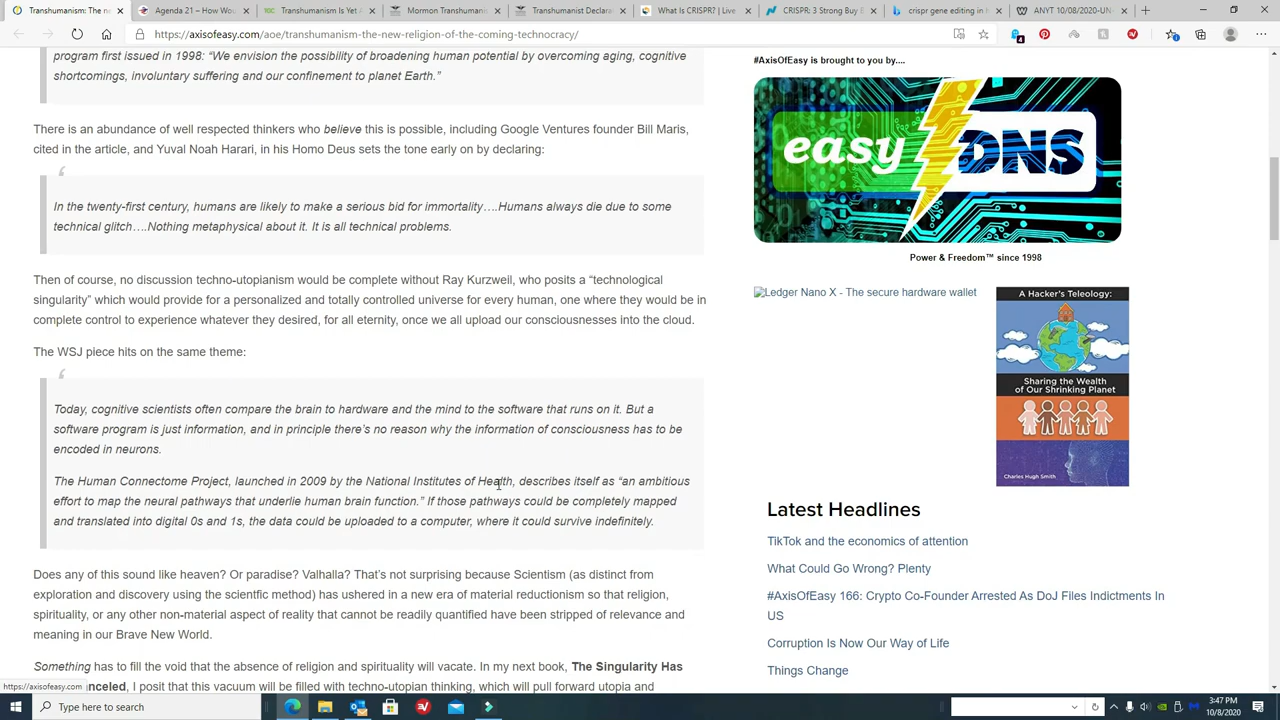 Transhumanism "T
Agenda 21 – How Wou
Transhumanism Is Yet A
Mormon Transhumanist
Transhumanist Declarat
What Is CRISPR? | Live
CRISPR: 3 Strong Buy B
crispr gene editing in h
ANYT 10/08/2020-UNA
https://axisofeasy.com/aoe/transhumanism-the-new-religion-of-the-coming-technocracy/
program first issued in 1998: “We envision the possibility of broadening human potential by overcoming aging, cognitive
shortcomings, involuntary suffering and our confinement to planet Earth.”
There is an abundance of well respected thinkers who believe this is possible, including Google Ventures founder Bill Maris,
cited in the article, and Yuval Noah Harari, in his Homo Deus sets the tone early on by declaring:
In the twenty-first century, humans are likely to make a serious bid for immortality….Humans always die due to some
technical glitch….Nothing metaphysical about it. It is all technical problems.
Then of course, no discussion techno-utopianism would be complete without Ray Kurzweil, who posits a “technological
singularity” which would provide for a personalized and totally immersive universe for every human, one where they would be in
complete control to experience whatever they desired, for all eternity, once we all upload our consciousnesses into the cloud.
The WSJ piece hits on the same theme:
Today, cognitive scientists often compare the brain to hardware and the mind to the software that runs on it. But a
software program is just information, and in principle there’s no reason why the information of consciousness has to be
encoded in neurons.
The Human Connectome Project, launched in 2009 by the National Institutes of Health, describes itself as “an ambitious
effort to map the neural pathways that underlie human brain function.” If those pathways could be completely mapped
and translated into digital 0s and 1s, the data could be uploaded to a computer, where it could survive indefinitely.
Does any of this sound like heaven? Or paradise? Valhalla? That’s not surprising because Scientism (as distinct from
exploration and discovery using the scientfic method) has ushered in a new era of material reductionism so that religion,
spirituality, or any other non-material aspect of reality that cannot be readily quantified have been stripped of relevance and
meaning in our Brave New World.
Something has to fill the void that the absence of religion and spirituality will vacate. In my next book, The Singularity Has
nceled, I posit that this vacuum will be filled with techno-utopian thinking, which will pull forward utopia and
https://axisofeasy.com
#AxisOfEasy is brought to you by....
easy DNS
Power & Freedom™ since 1998
Ledger Nano X - The secure hardware wallet
A Hacker's Teleology:
Sharing the Wealth
of Our Shrinking Planet
Charles Hugh Smith
Latest Headlines
TikTok and the economics of attention
What Could Go Wrong? Plenty
#AxisOfEasy 166: Crypto Co-Founder Arrested As DoJ Files Indictments In
US
Corruption Is Now Our Way of Life
Things Change
Type here to search
3:47 PM
10/8/2020